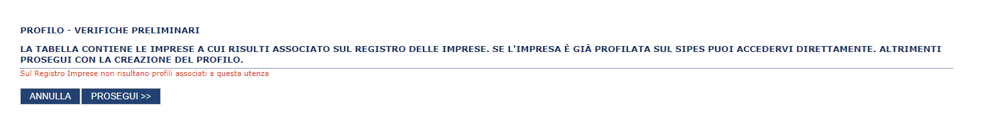 PROFILO - VERIFICHE PRELIMINARI
LA TABELLA CONTIENE LE IMPRESE A CUI RISULTI ASSOCIATO SUL REGISTRO DELLE IMPRESE. SE L'IMPRESA È GIÀ PROFILATA SUL SIPES PUOI ACCEDERVI DIRETTAMENTE. ALTRIMENTI
PROSEGUI CON LA CREAZIONE DEL PROFILO.
Sul Registro Imprese non risultano profili associati a questa utenza
ANNULLA PROSEGUI >>